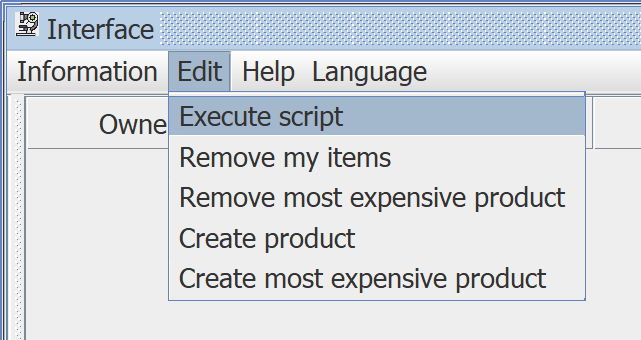 Interface
Information Edit Help Language
Owne
Execute script
Remove my items
Remove most expensive product
Create product
Create most expensive product